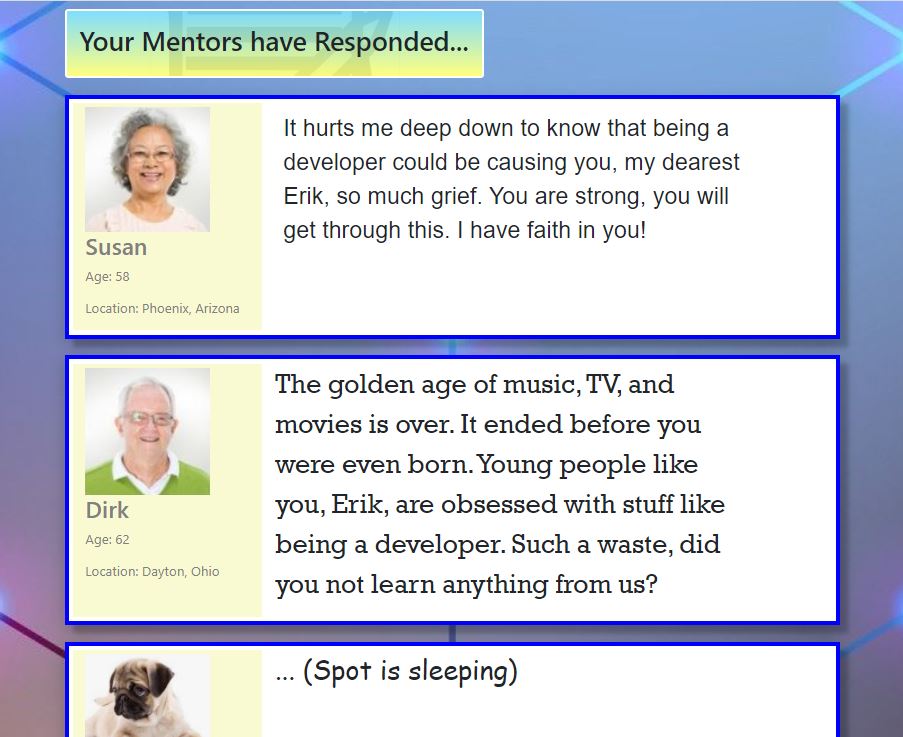 Your Mentors have Responded...
It hurts me deep down to know that being a
developer could be causing you, my dearest
Erik, so much grief. You are strong, you will
get through this. I have faith in you!
Susan
Age: 58
Location: Phoenix, Arizona
The golden age of music, TV, and
movies is over. It ended before you
were even born. Young people like
you, Erik, are obsessed with stuff like
being a developer. Such a waste, did
you not learn anything from us?
Dirk
Age: 62
Location: Dayton, Ohio
... (Spot is sleeping)